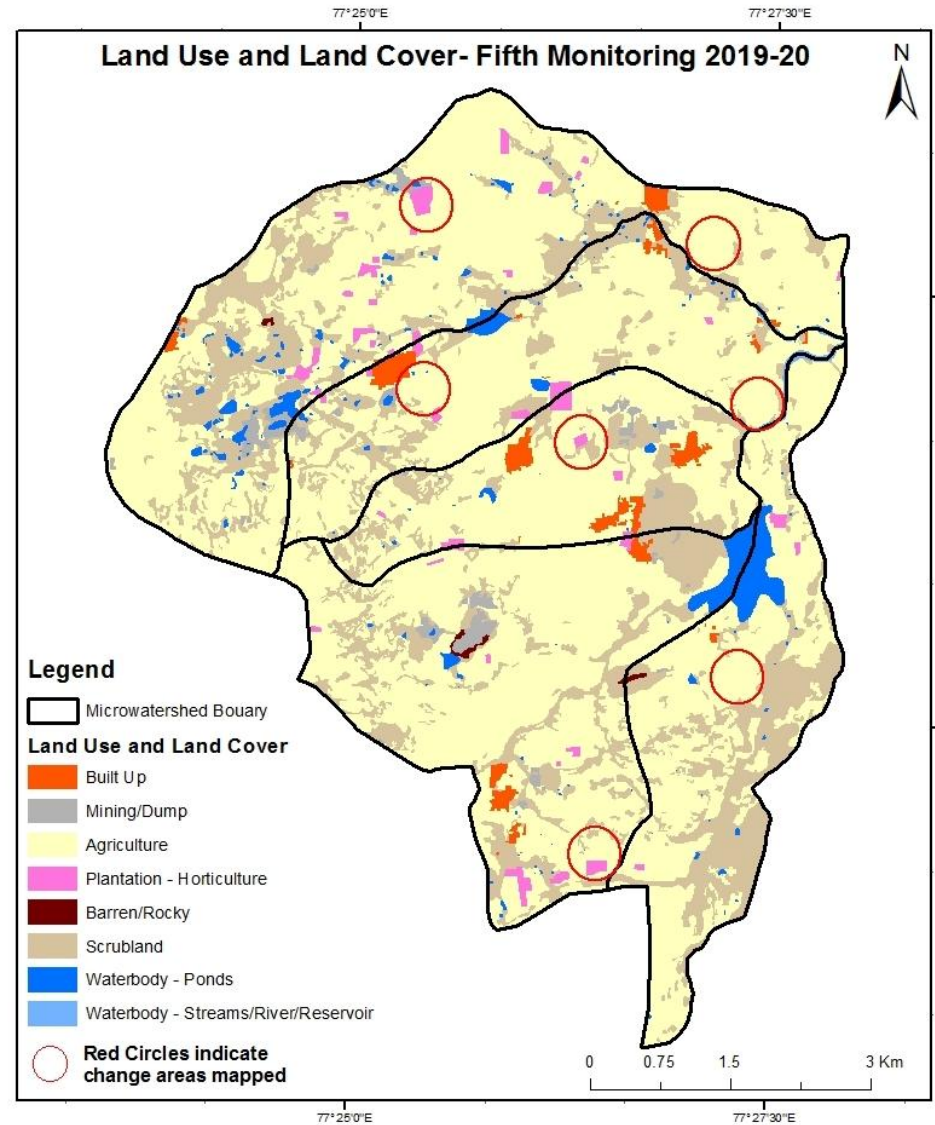 77°25'0"E 77°27'30"E
Land Use and Land Cover- Fifth Monitoring 2019-20
N
Legend
Microwatershed Bouary
Land Use and Land Cover
Built Up
Mining/Dump
Agriculture
Plantation - Horticulture
Barren/Rocky
Scrubland
Waterbody - Ponds
Waterbody - Streams/River/Reservoir
Red Circles indicate
change areas mapped
0 0.75 1.5 3 Km
77°25'0"E 77°27'30"E